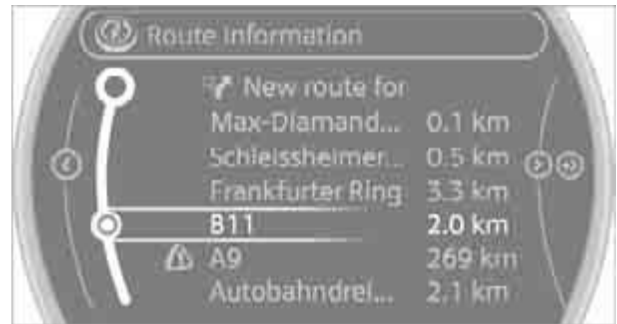 Route information
New route for
Max-Diamand... 0.1 km
Schleissheimer... 0.5 km
Frankfurter Ring 3.3 km
B11 2.0 km
A9 269 km
Autobahndrei... 2.1 km